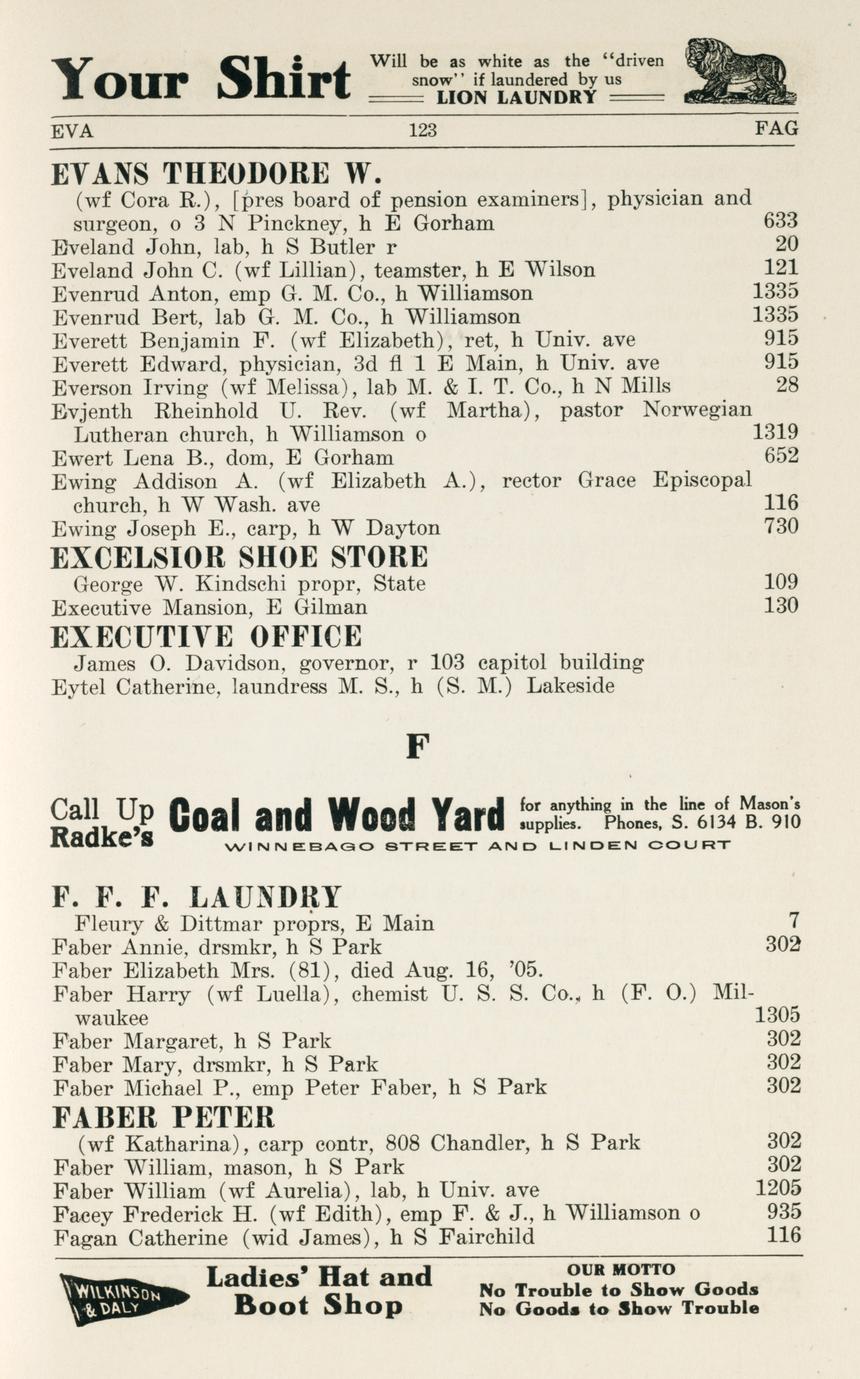 Your Shirt
Will be as white as the "driven
snow" if laundered by us
LION LAUNDRY
EVA 123 FAG
EVANS THEODORE W.
(wf Cora R.), [pres board of pension examiners], physician and
surgeon, o 3 N Pinckney, h E Gorham 633
Eveland John, lab, h S Butler r 20
Eveland John C. (wf Lillian), teamster, h E Wilson 121
Evenrud Anton, emp G. M. Co., h Williamson 1335
Evenrud Bert, lab G. M. Co., h Williamson 1335
Everett Benjamin F. (wf Elizabeth), ret, h Univ. ave 915
Everett Edward, physician, 3d fl 1 E Main, h Univ. ave 915
Everson Irving (wf Melissa), lab M. & I. T. Co., h N Mills 28
Evjenth Rheinhold U. Rev. (wf Martha), pastor Norwegian
Lutheran church, h Williamson o 1319
Ewert Lena B., dom, E Gorham 652
Ewing Addison A. (wf Elizabeth A.), rector Grace Episcopal
church, h W Wash. ave 116
Ewing Joseph E., carp, h W Dayton 730
EXCELSIOR SHOE STORE
George W. Kindschi propr, State 109
Executive Mansion, E Gilman 130
EXECUTIVE OFFICE
James O. Davidson, governor, r 103 capitol building
Eytel Catherine, laundress M. S., h (S. M.) Lakeside
F
Call Up
Radke's
Coal and Wood Yard
for anything in the line of Mason's
supplies. Phones, S. 6134 B. 910
WINNEBAGO STREET AND LINDEN COURT
F. F. F. LAUNDRY
Fleury & Dittmar proprs, E Main 7
Faber Annie, drsmkr, h S Park 302
Faber Elizabeth Mrs. (81), died Aug. 16, '05.
Faber Harry (wf Luella), chemist U. S. S. Co., h (F. O.) Mil-
waukee 1305
Faber Margaret, h S Park 302
Faber Mary, drsmkr, h S Park 302
Faber Michael P., emp Peter Faber, h S Park 302
FABER PETER
(wf Katharina), carp contr, 808 Chandler, h S Park 302
Faber William, mason, h S Park 302
Faber William (wf Aurelia), lab, h Univ. ave 1205
Facey Frederick H. (wf Edith), emp F. & J., h Williamson o 935
Fagan Catherine (wid James), h S Fairchild 116
WILKINSON
& DALY
Ladies' Hat and
Boot Shop
OUR MOTTO
No Trouble to Show Goods
No Goods to Show Trouble